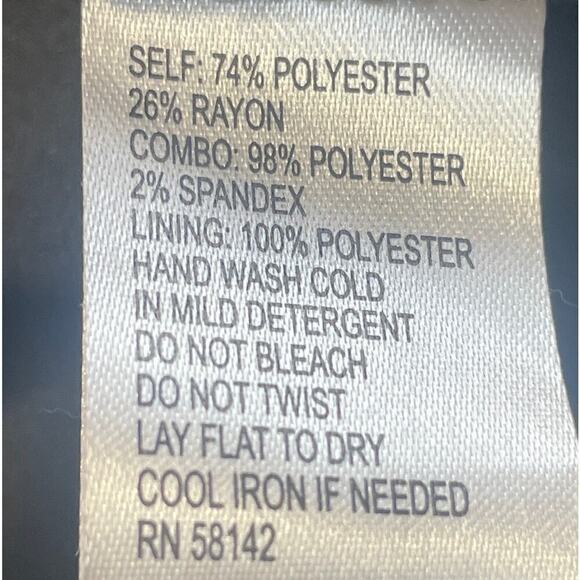 SELF: 74% POLYESTER
26% RAYON
COMBO: 98% POLYESTER
2% SPANDEX
LINING: 100% POLYESTER
HAND WASH COLD
IN MILD DETERGENT
DO NOT BLEACH
DO NOT TWIST
LAY FLAT TO DRY
COOL IRON IF NEEDED
RN 58142